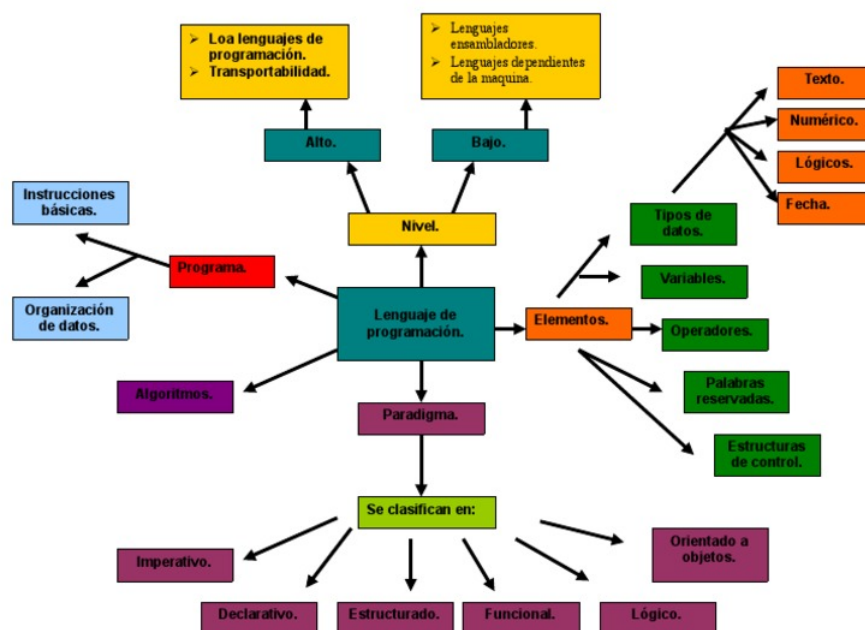 ➢ Loa lenguajes de
programación.
➢ Transportabilidad.
➢ Lenguajes
ensambladores.
➢ Lenguajes dependientes
de la maquina.
Texto.
Numérico.
Lógicos.
Fecha.
Alto.
Bajo.
Instrucciones
básicas.
Nivel.
Tipos de
datos.
Programa.
Variables.
Organización
de datos.
Lenguaje de
programación.
Elementos.
Operadores.
Algoritmos.
Paradigma.
Palabras
reservadas.
Estructuras
de control.
Se clasifican en:
Imperativo.
Orientado a
objetos.
Declarativo.
Estructurado.
Funcional.
Lógico.